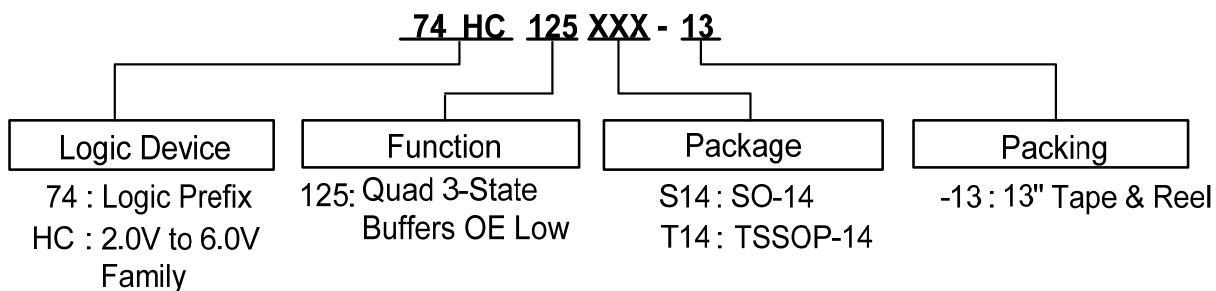 74 HC 125 XXX - 13
Logic Device
74 : Logic Prefix
HC : 2.0V to 6.0V
Family
Function
125: Quad 3-State
Buffers OE Low
Package
S14 : SO-14
T14 : TSSOP-14
Packing
-13 : 13" Tape & Reel